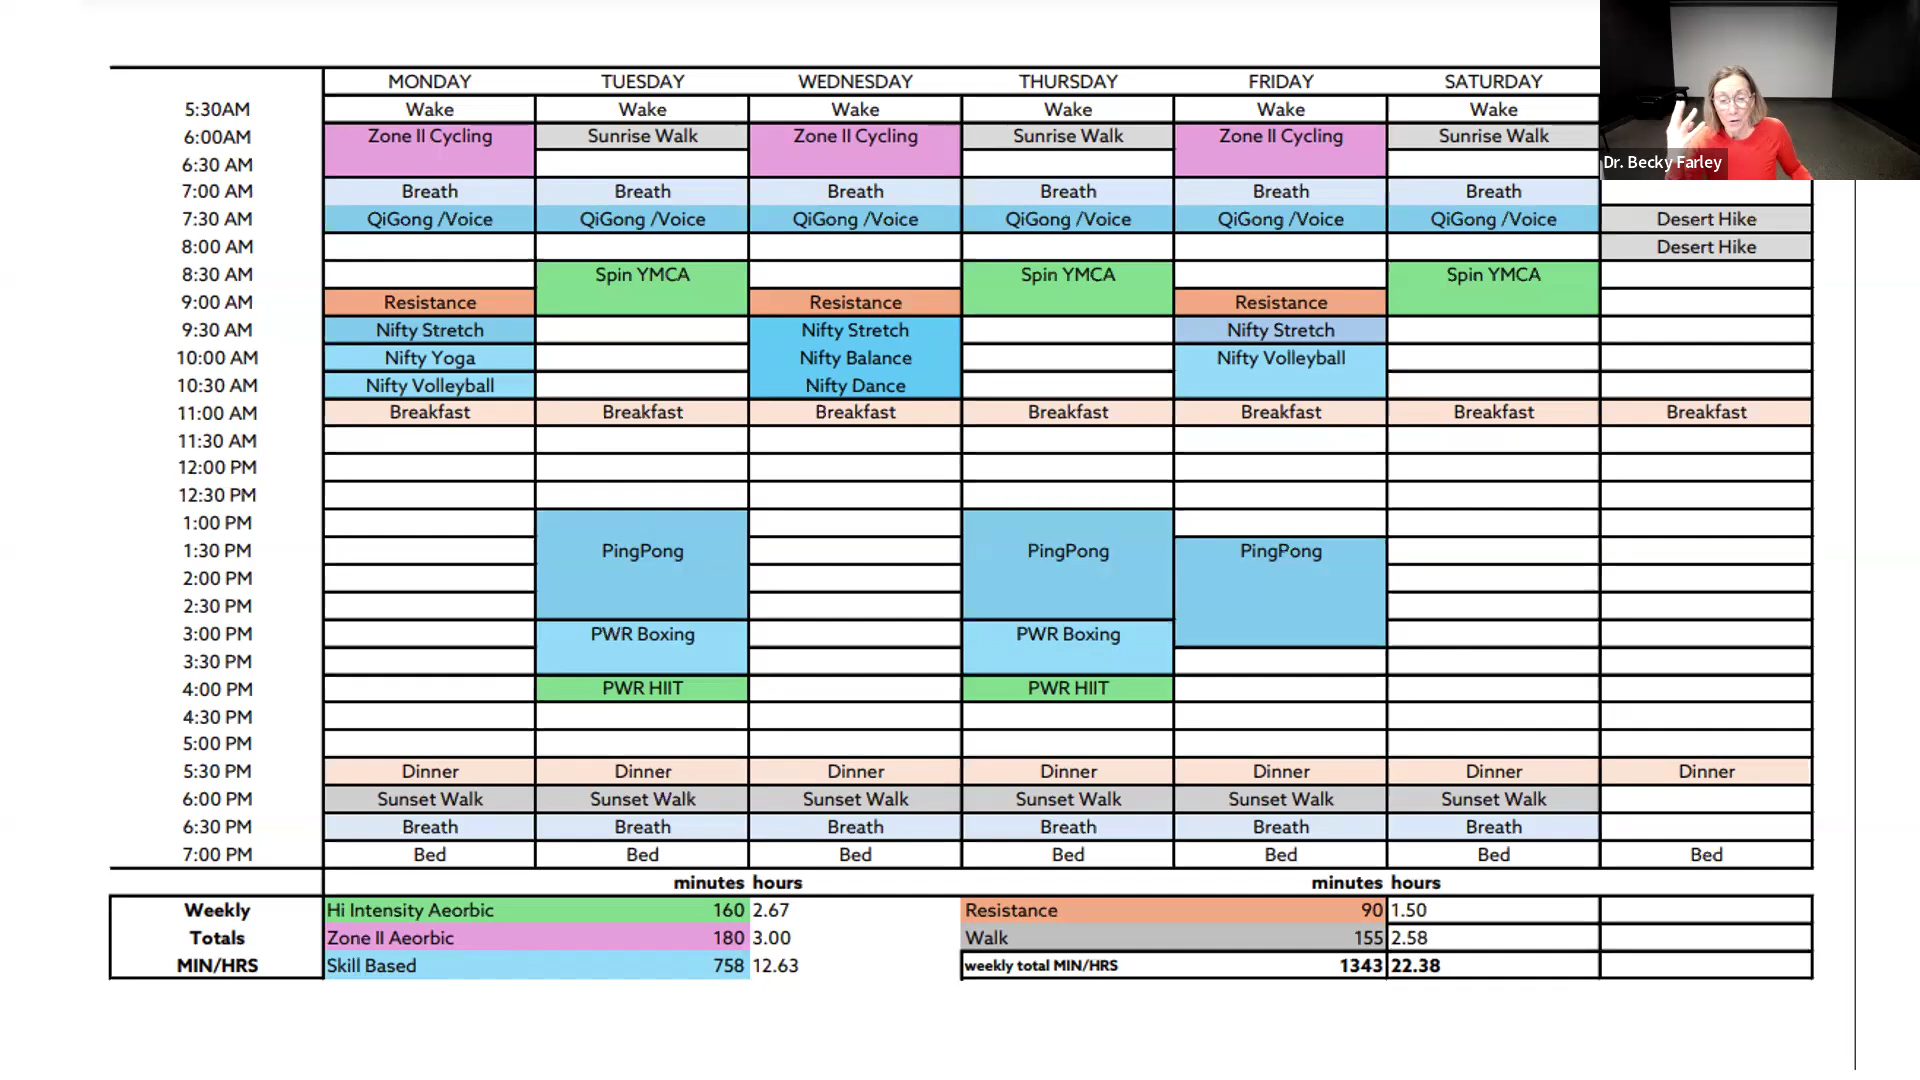 MONDAY TUESDAY WEDNESDAY THURSDAY FRIDAY SATURDAY
5:30AM Wake Wake Wake Wake Wake Wake
6:00AM Zone II Cycling Sunrise Walk Zone II Cycling Sunrise Walk Zone II Cycling Sunrise Walk
Dr. Becky Farley
6:30 AM
7:00 AM Breath Breath Breath Breath Breath Breath
7:30 AM QiGong /Voice QiGong /Voice QiGong /Voice QiGong /Voice QiGong /Voice QiGong /Voice Desert Hike
8:00 AM Desert Hike
8:30 AM Spin YMCA Spin YMCA Spin YMCA
9:00 AM Resistance Resistance Resistance
9:30 AM Nifty Stretch Nifty Stretch Nifty Stretch
10:00 AM Nifty Yoga Nifty Balance Nifty Volleyball
10:30 AM Nifty Volleyball Nifty Dance
11:00 AM Breakfast Breakfast Breakfast Breakfast Breakfast Breakfast Breakfast
11:30 AM
12:00 PM
12:30 PM
1:00 PM
1:30 PM PingPong PingPong PingPong
2:00 PM
2:30 PM
3:00 PM PWR Boxing PWR Boxing
3:30 PM
4:00 PM PWR HIIT PWR HIIT
4:30 PM
5:00 PM
5:30 PM Dinner Dinner Dinner Dinner Dinner Dinner Dinner
6:00 PM Sunset Walk Sunset Walk Sunset Walk Sunset Walk Sunset Walk Sunset Walk
6:30 PM Breath Breath Breath Breath Breath Breath
7:00 PM Bed Bed Bed Bed Bed Bed Bed
minutes hours minutes hours
Weekly Hi Intensity Aeorbic 160 2.67 Resistance 90 1.50
Totals Zone II Aeorbic 180 3.00 Walk 155 2.58
MIN/HRS Skill Based 758 12.63 weekly total MIN/HRS 1343 22.38